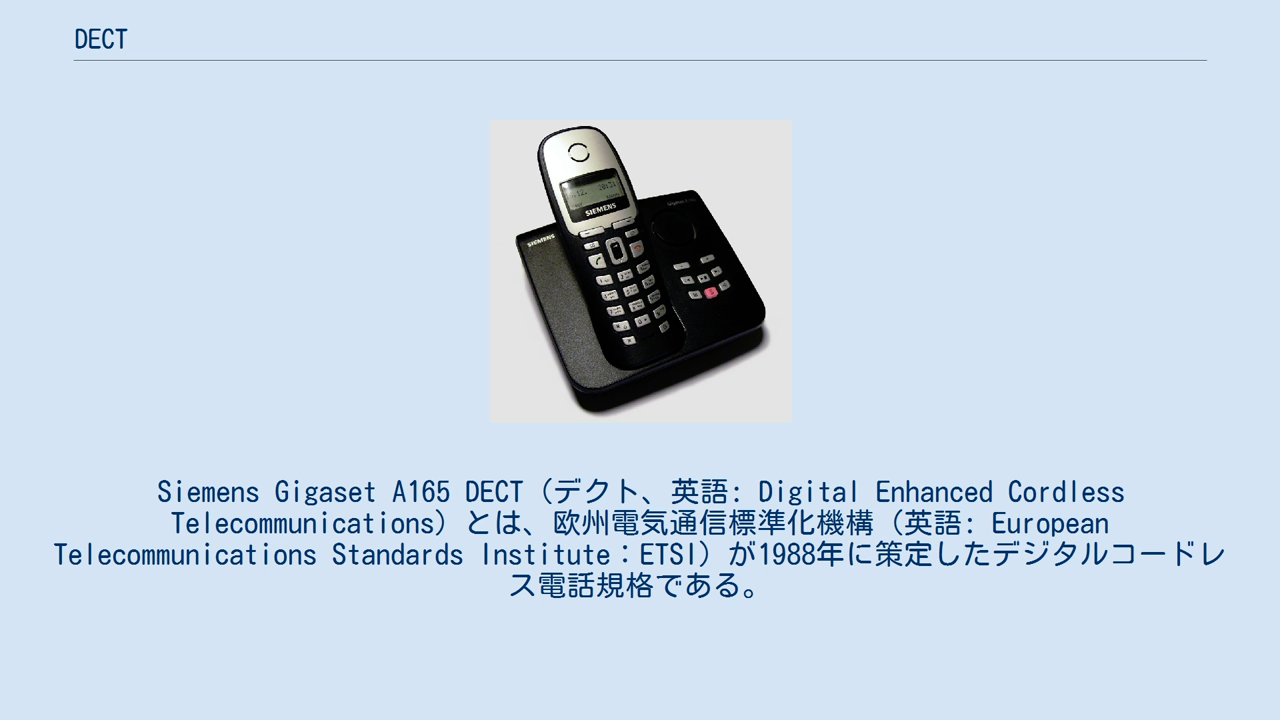 DECT
SIEMENS
SIEMENS
Siemens Gigaset A165 DECT（デクト、英語: Digital Enhanced Cordless
Telecommunications）とは、欧州電気通信標準化機構（英語: European
Telecommunications Standards Institute：ETSI）が1988年に策定したデジタルコードレ
ス電話規格である。